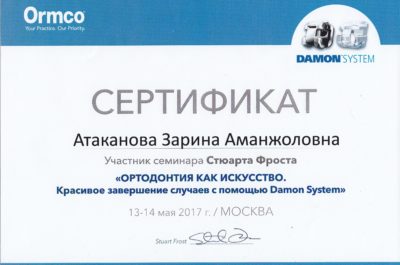 Ormco
Your Practice. Our Priority.
DAMON SYSTEM
СЕРТИФИКАТ
Атаканова Зарина Аманжоловна
Участник семинара Стюарта Фроста
«ОРТОДОНТИЯ КАК ИСКУССТВО.
Красивое завершение случаев с помощью Damon System»
13-14 мая 2017 г. / МОСКВА
Stuart Frost